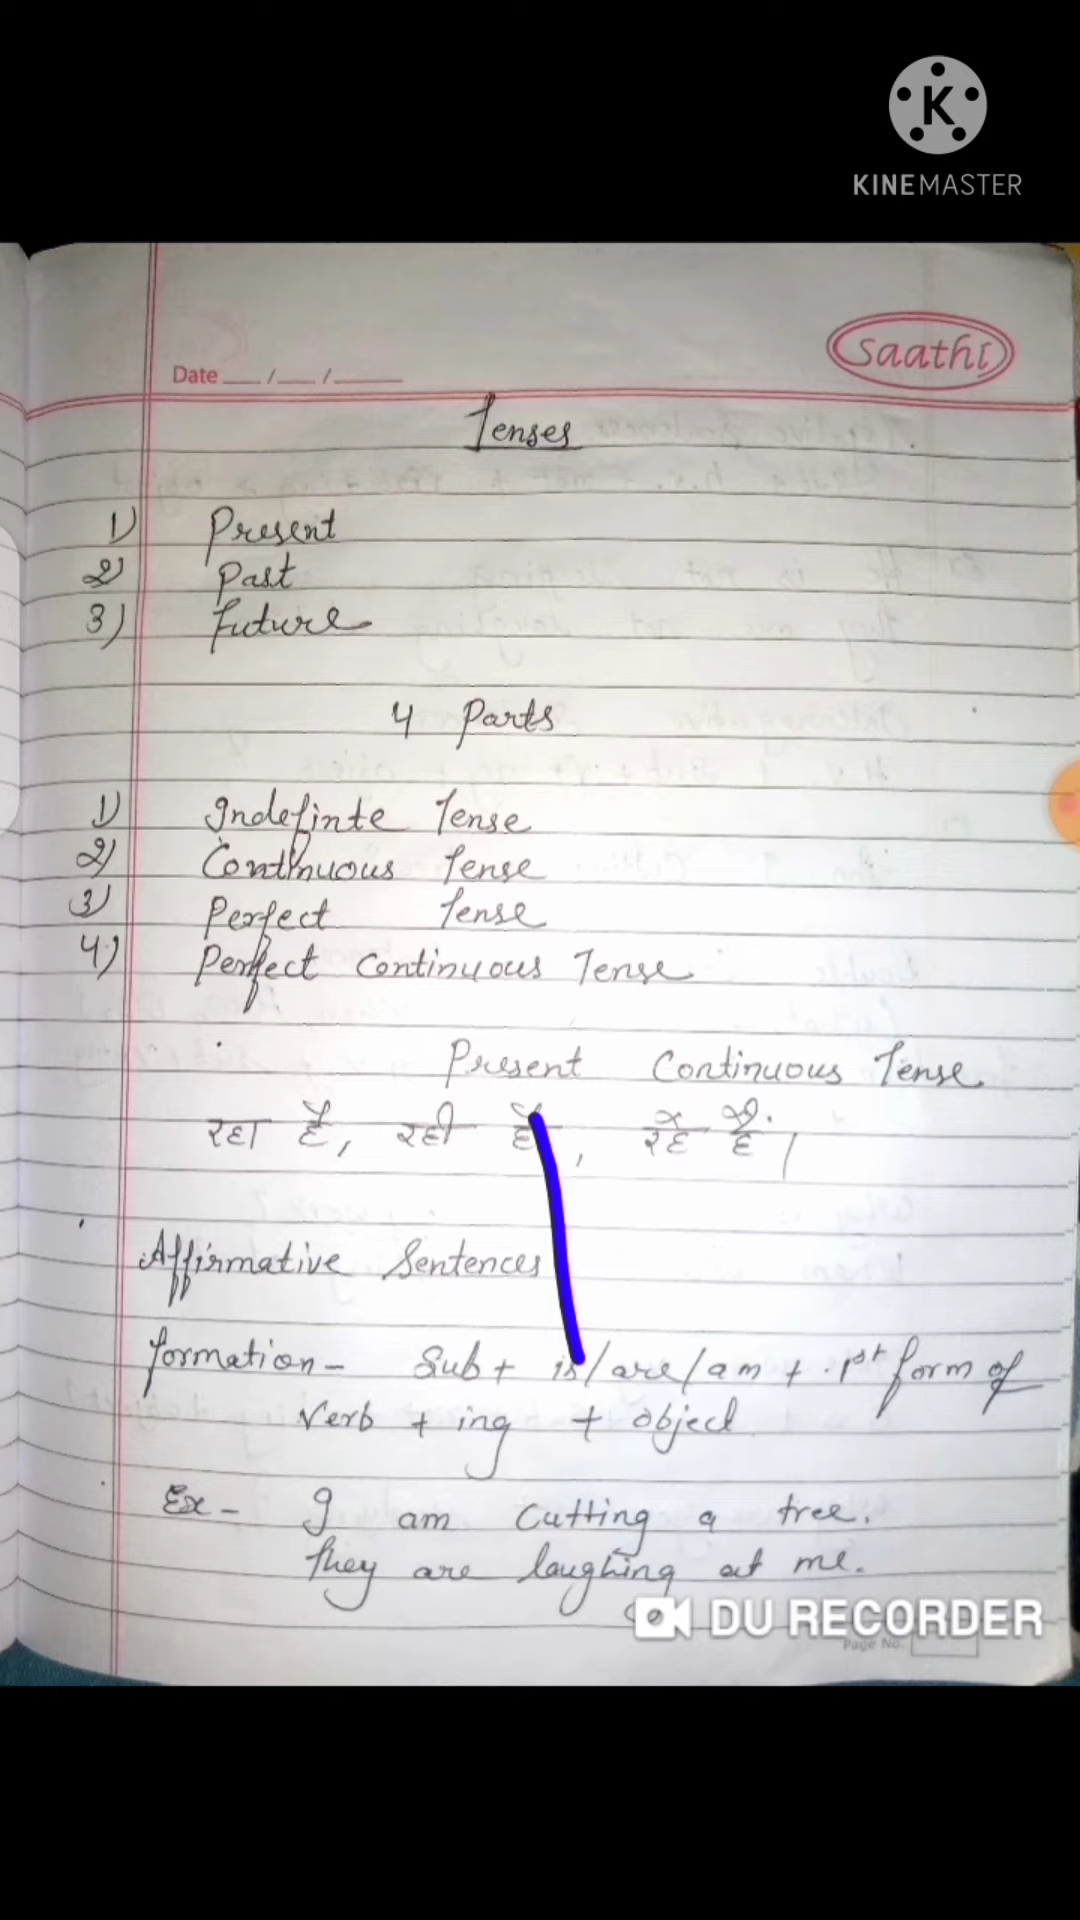 K
KINEMASTER
Saathi
Date __/__/____
Tenses
1) Present
2) Past
3) Future
4 Parts
1) Indefinte Tense
2) Continuous Tense
3) Perfect Tense
4) Perfect Continuous Tense
Present Continuous Tense
रहा है, रही है, रहे हैं।
Affirmative Sentences
formation- Sub + is/are/am + 1st form of
Verb + ing + object
Ex- I am cutting a tree.
They are laughing at me.
DU RECORDER
Page No.